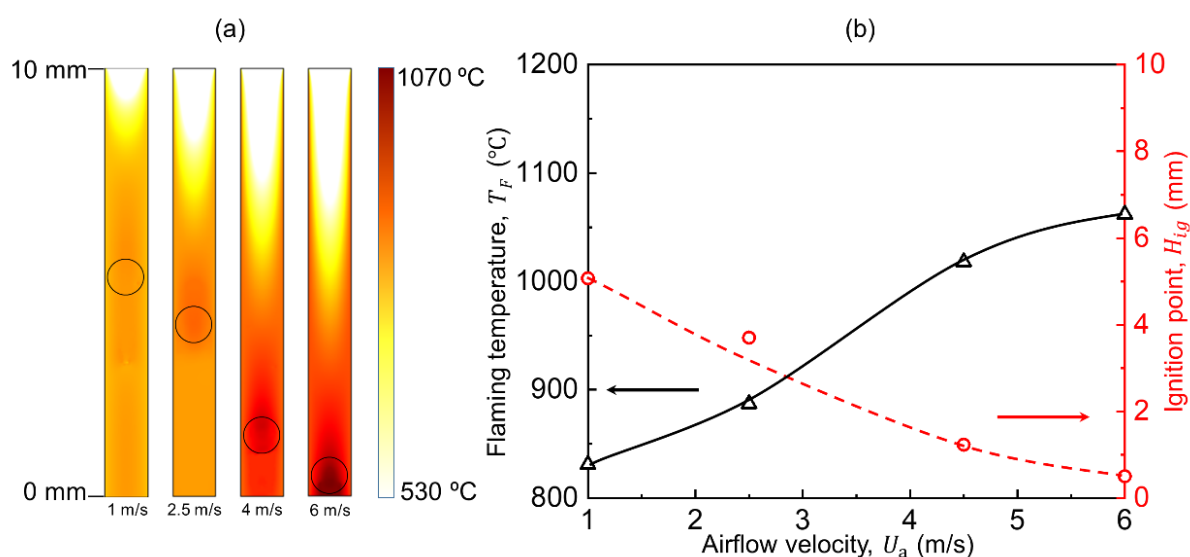 (a)
10 mm
0 mm
1 m/s
2.5 m/s
4 m/s
6 m/s
1070 ºC
530 ºC
(b)
Flaming temperature, T_F (°C)
1200
1100
1000
900
800
1
2
3
4
5
6
Airflow velocity, U_a (m/s)
10
8
6
4
2
0
Ignition point, H_ig (mm)